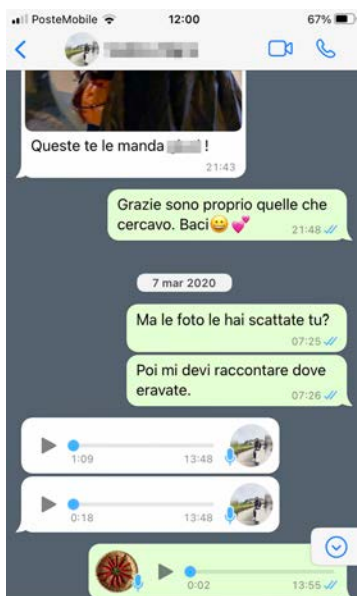 PosteMobile 12:00 67%
Queste te le manda !
21:43
Grazie sono proprio quelle che
cercavo. Baci😀💕
21:48
7 mar 2020
Ma le foto le hai scattate tu?
07:25
Poi mi devi raccontare dove
eravate.
07:26
1:09 13:48
0:18 13:48
0:02 13:55